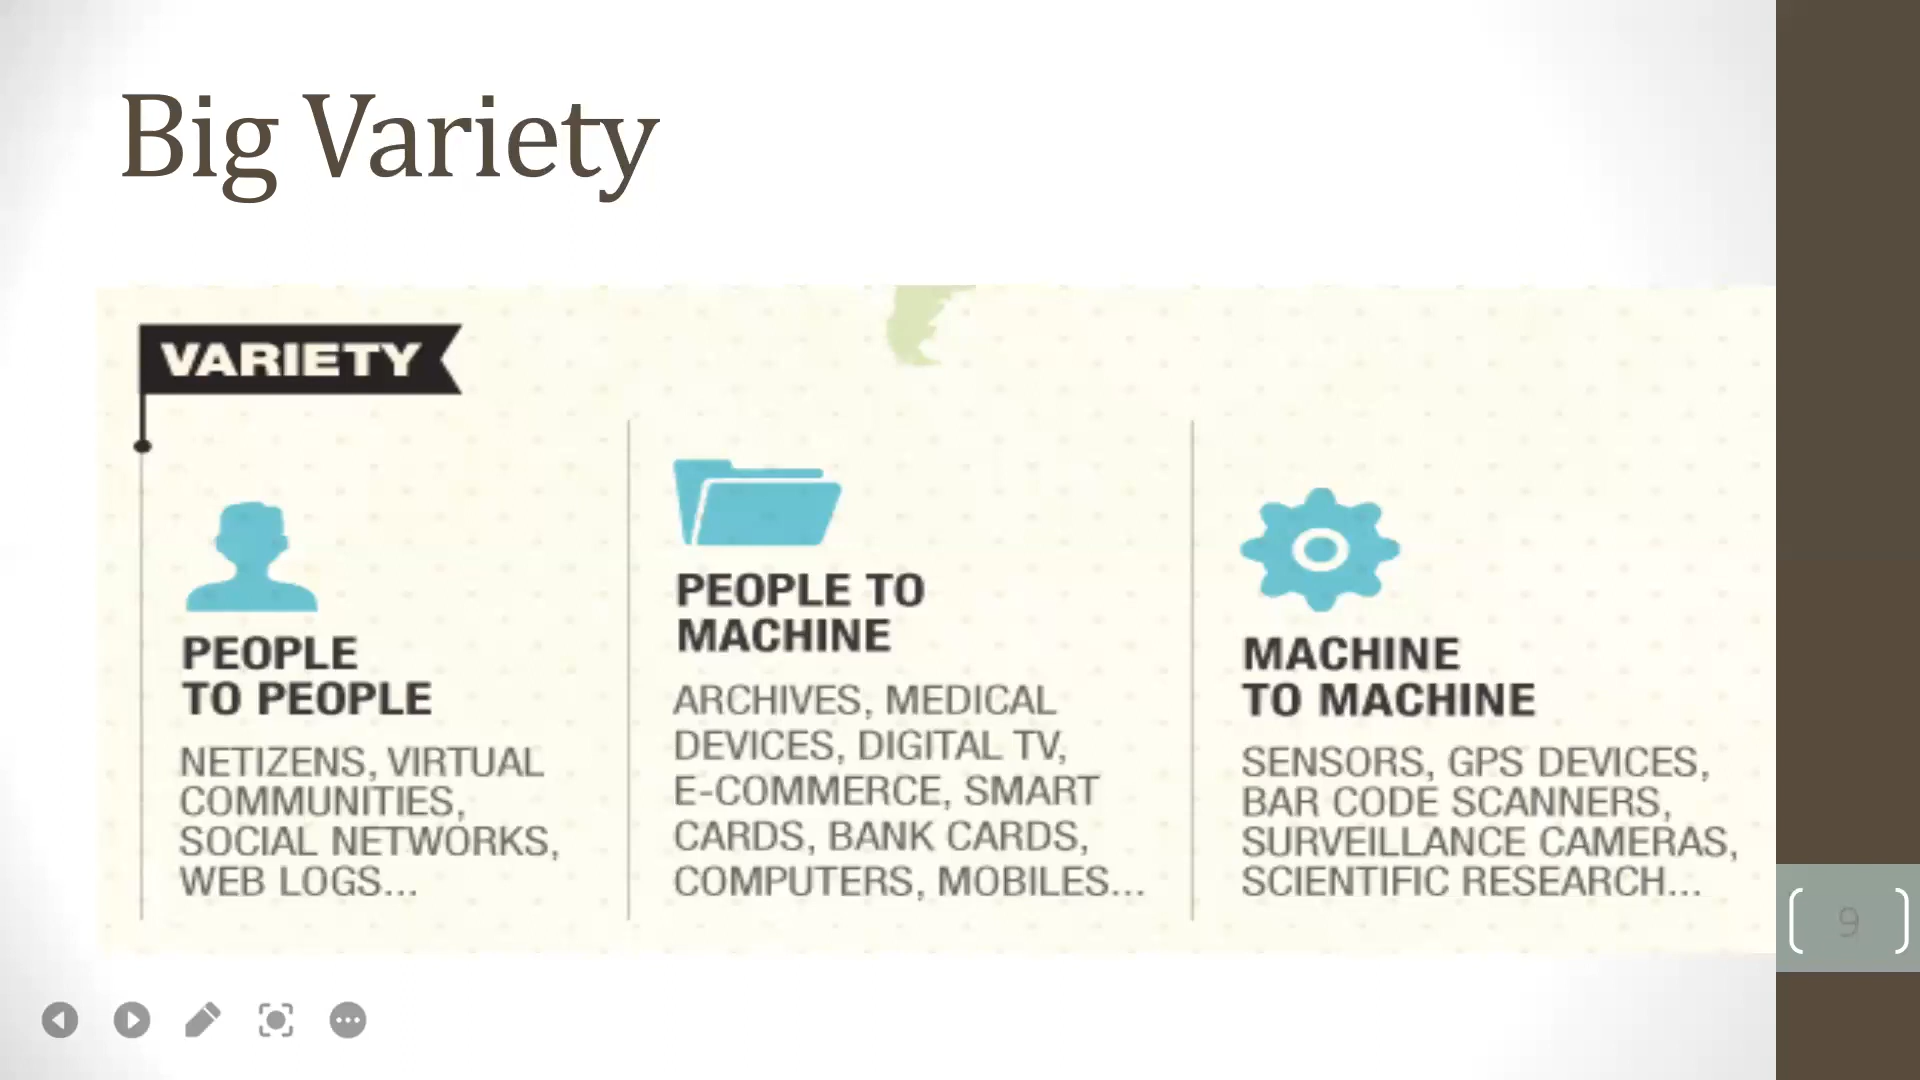 Big Variety
VARIETY
PEOPLE
TO PEOPLE
NETIZENS, VIRTUAL
COMMUNITIES,
SOCIAL NETWORKS,
WEB LOGS...
PEOPLE TO
MACHINE
ARCHIVES, MEDICAL
DEVICES, DIGITAL TV,
E-COMMERCE, SMART
CARDS, BANK CARDS,
COMPUTERS, MOBILES...
MACHINE
TO MACHINE
SENSORS, GPS DEVICES,
BAR CODE SCANNERS,
SURVEILLANCE CAMERAS,
SCIENTIFIC RESEARCH...
9